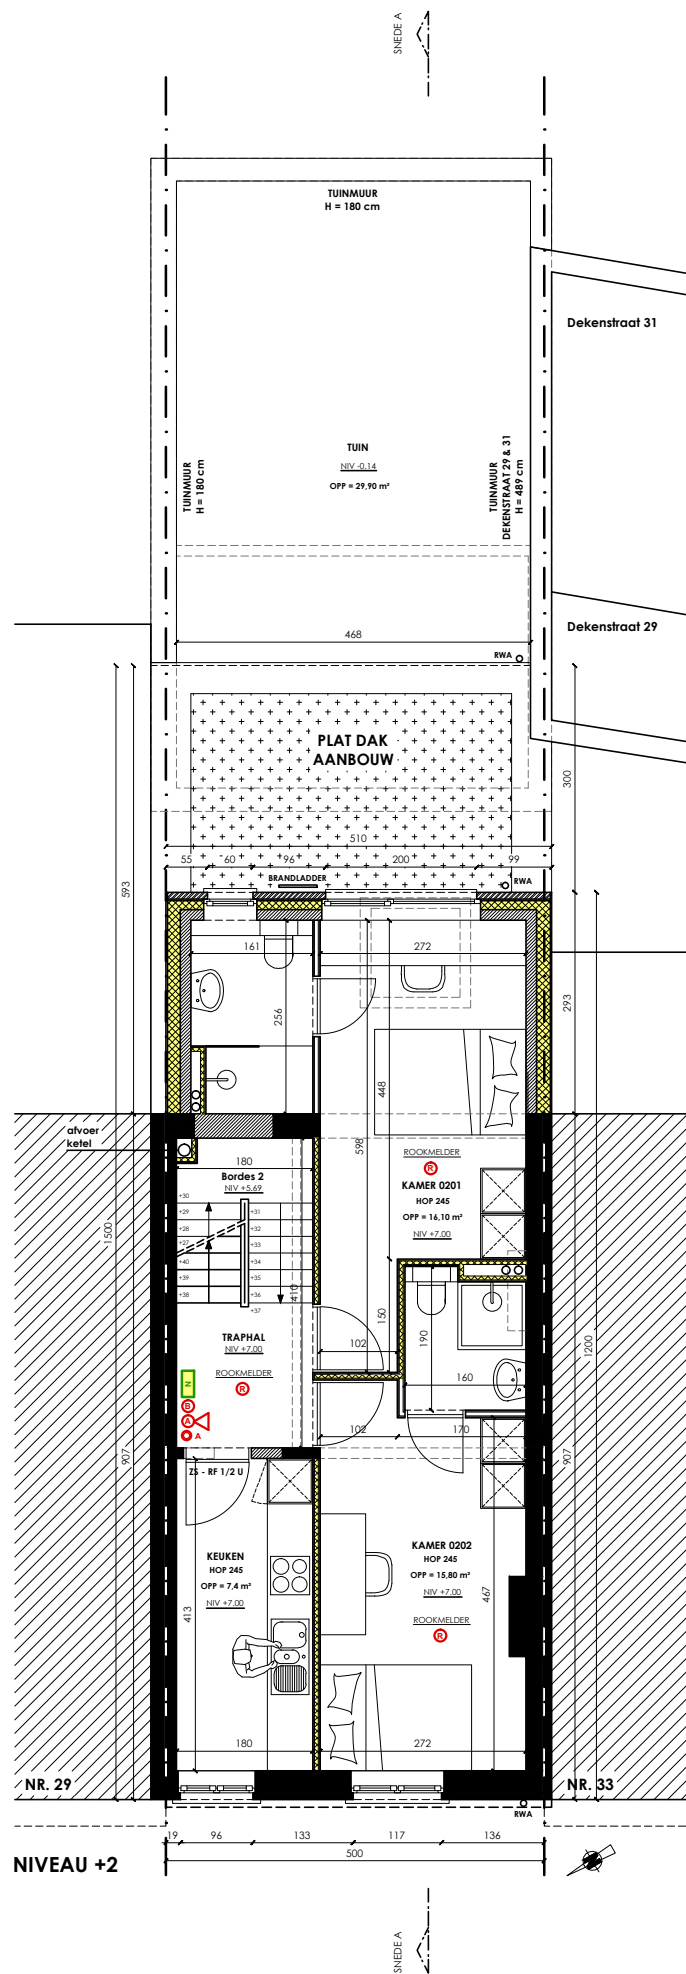 SNEDE A
TUINMUUR
H = 180 cm
Dekenstraat 31
TUIN
NIV -0.14
OPP = 29,90 m²
TUINMUUR
H = 180 cm
TUINMUUR
DEKENSTRAAT 29 & 31
H = 489 cm
Dekenstraat 29
468
RWA
PLAT DAK
AANBOUW
300
593
510
55 60 96 200 99
BRANDLADDER
RWA
161
272
256
293
448
598
afvoer
ketel
180
Bordes 2
NIV +5.69
ROOKMELDER
R
KAMER 0201
HOP 245
OPP = 16,10 m²
NIV +7.00
+30
+29
+28
+27
+40
+39
+38
+31
+32
+33
+34
+35
+36
+37
1500
410
150
190
1200
TRAPHAL
NIV +7.00
ROOKMELDER
R
102
160
N
B
A
A
102
170
907
907
ZS - RF 1/2 U
KEUKEN
HOP 245
OPP = 7,4 m²
NIV +7.00
KAMER 0202
HOP 245
OPP = 15,80 m²
NIV +7.00
ROOKMELDER
R
413
467
180
272
NR. 29
NR. 33
RWA
19 96 133 117 136
500
NIVEAU +2
SNEDE A